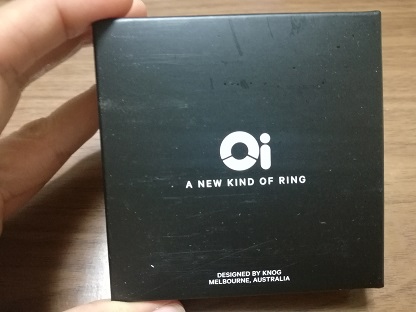 Oi
A NEW KIND OF RING
DESIGNED BY KNOG
MELBOURNE, AUSTRALIA